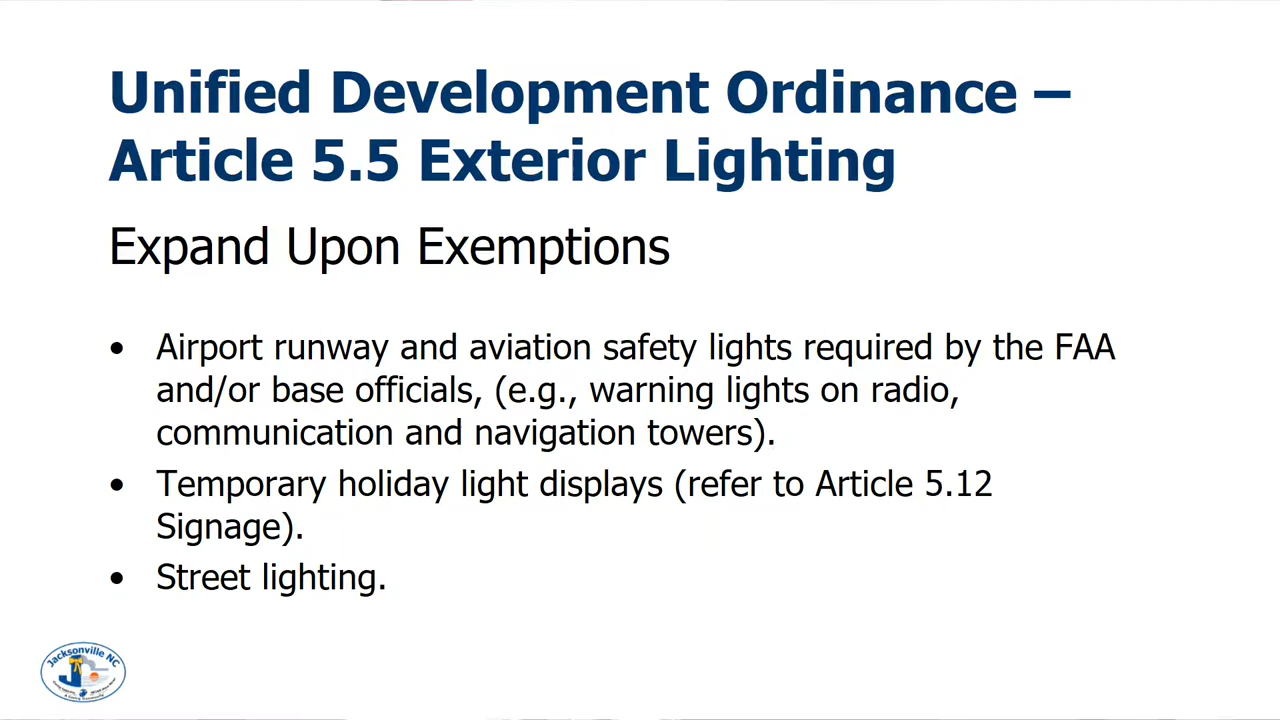 Unified Development Ordinance –
Article 5.5 Exterior Lighting
Expand Upon Exemptions
• Airport runway and aviation safety lights required by the FAA
and/or base officials, (e.g., warning lights on radio,
communication and navigation towers).
• Temporary holiday light displays (refer to Article 5.12
Signage).
• Street lighting.
Jacksonville NC